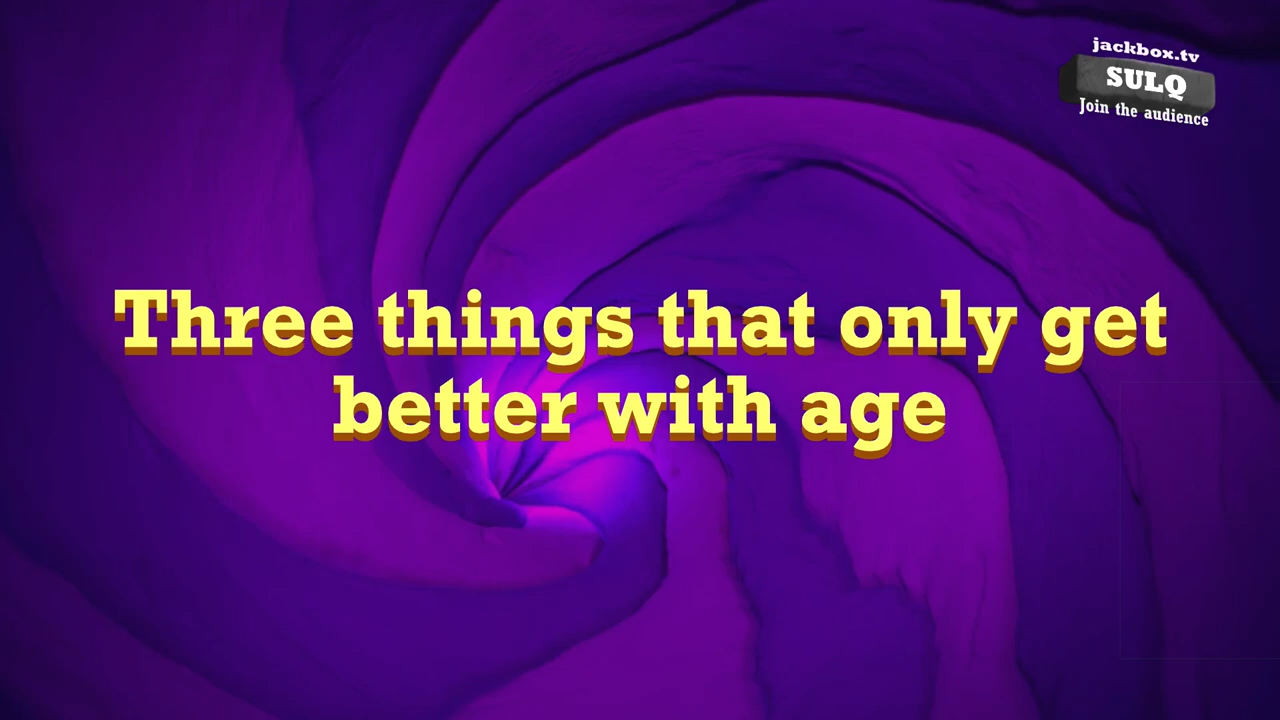 jackbox.tv
SULQ
Join the audience
Three things that only get
better with age